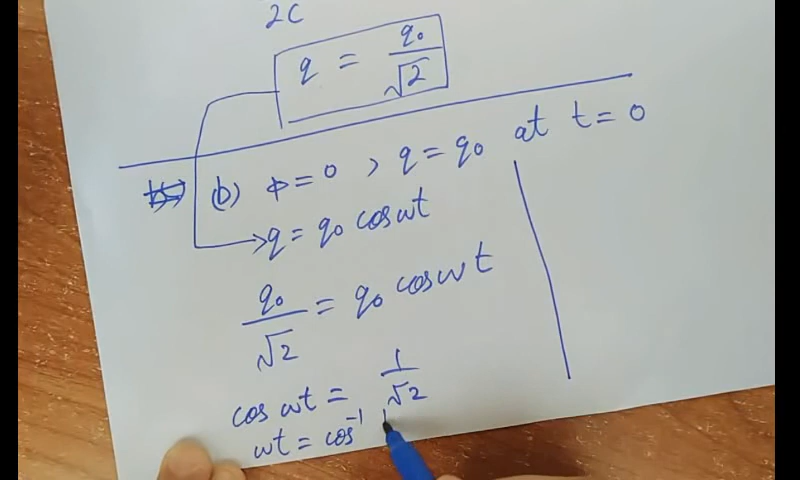 2C
q = q₀/√2
(b) φ=0, q = q₀ at t = 0
q = q₀ cos ωt
q₀/√2 = q₀ cos ωt
cos ωt = 1/√2
ωt = cos⁻¹